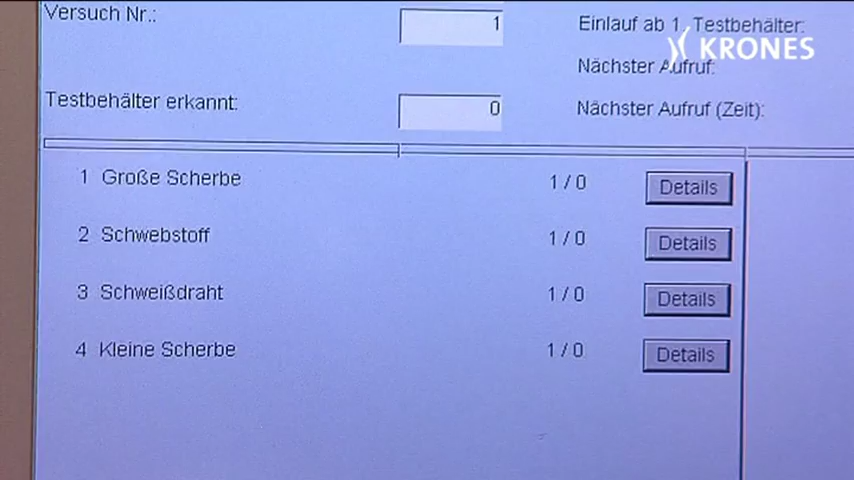 Versuch Nr.: 1 Einlauf ab 1. Testbehälter:
KRONES
Nächster Aufruf:
Testbehälter erkannt: 0 Nächster Aufruf (Zeit):
1 Große Scherbe 1 / 0 Details
2 Schwebstoff 1 / 0 Details
3 Schweißdraht 1 / 0 Details
4 Kleine Scherbe 1 / 0 Details